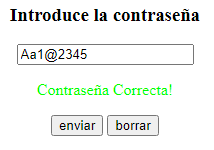 Introduce la contraseña
Aa1@2345
Contraseña Correcta!
enviar borrar